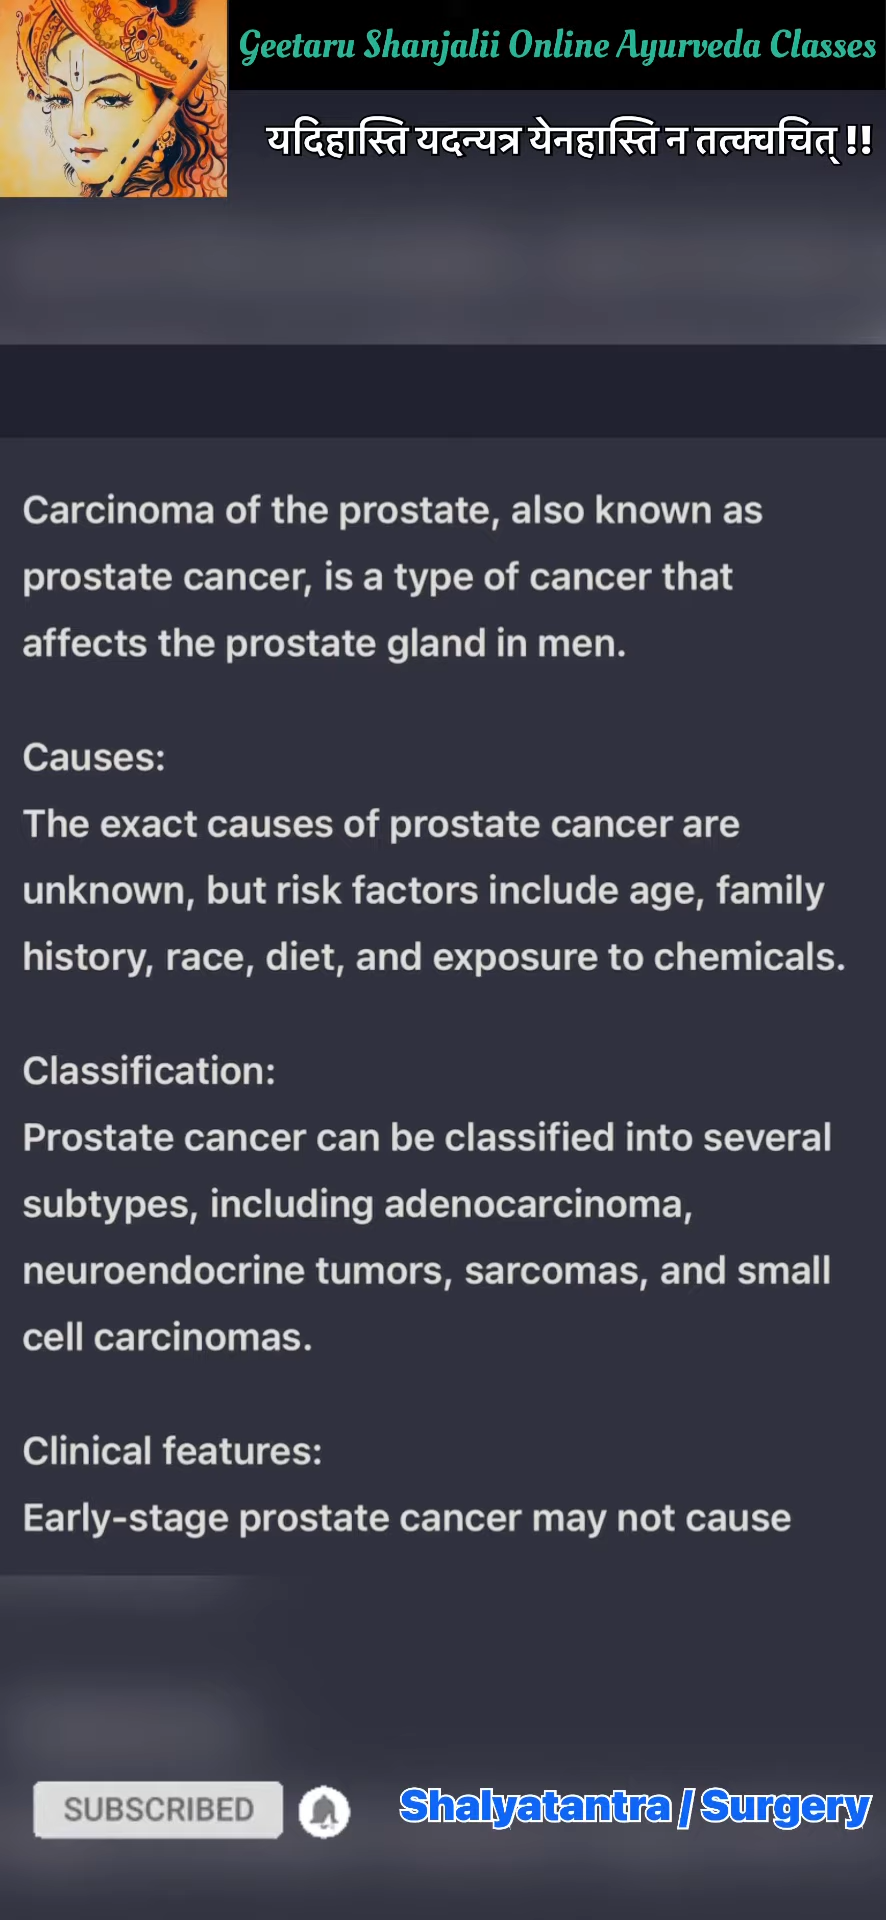 Geetaru Shanjalii Online Ayurveda Classes
यदिहास्ति यदन्यत्र येनहास्ति न तत्क्वचित् !!
Carcinoma of the prostate, also known as
prostate cancer, is a type of cancer that
affects the prostate gland in men.
Causes:
The exact causes of prostate cancer are
unknown, but risk factors include age, family
history, race, diet, and exposure to chemicals.
Classification:
Prostate cancer can be classified into several
subtypes, including adenocarcinoma,
neuroendocrine tumors, sarcomas, and small
cell carcinomas.
Clinical features:
Early-stage prostate cancer may not cause
SUBSCRIBED
Shalyatantra / Surgery